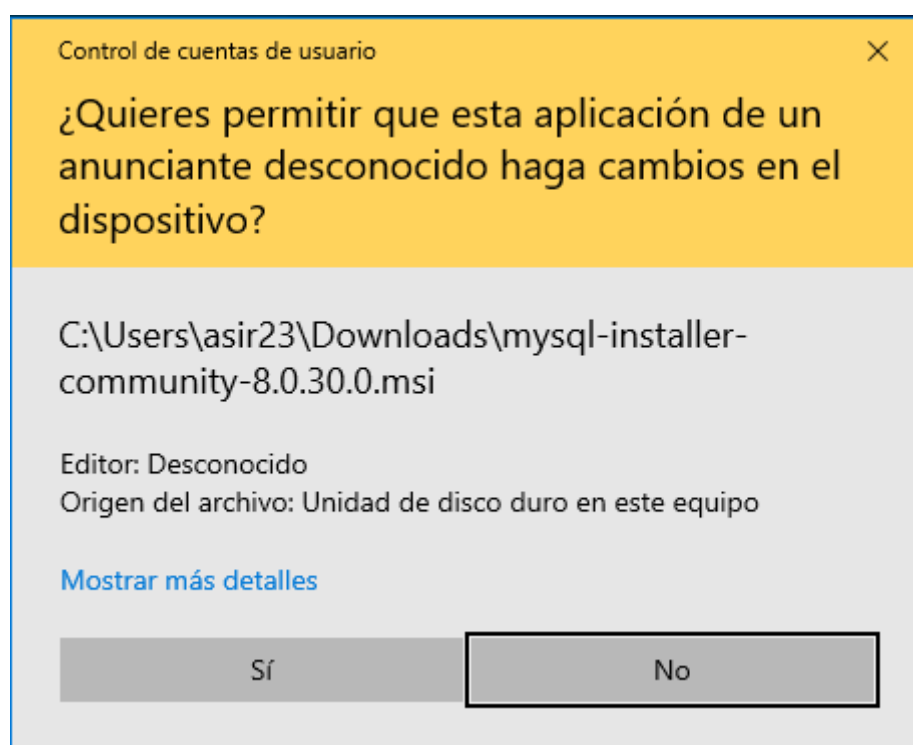 Control de cuentas de usuario
¿Quieres permitir que esta aplicación de un
anunciante desconocido haga cambios en el
dispositivo?
C:\Users\asir23\Downloads\mysql-installer-
community-8.0.30.0.msi
Editor: Desconocido
Origen del archivo: Unidad de disco duro en este equipo
Mostrar más detalles
Sí
No